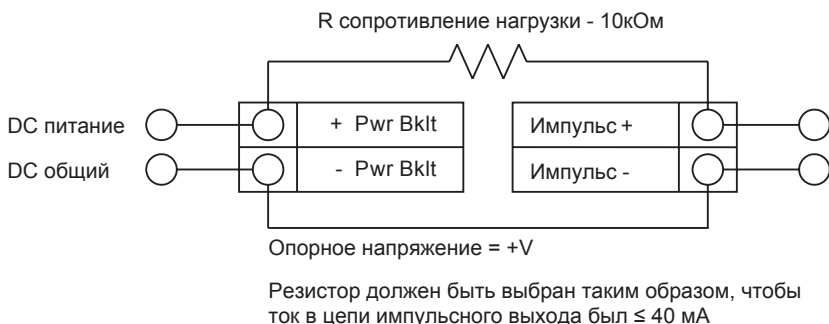 R сопротивление нагрузки - 10кОм
DC питание
+ Pwr Bklt
Импульс +
DC общий
- Pwr Bklt
Импульс -
Опорное напряжение = +V
Резистор должен быть выбран таким образом, чтобы
ток в цепи импульсного выхода был ≤ 40 мА